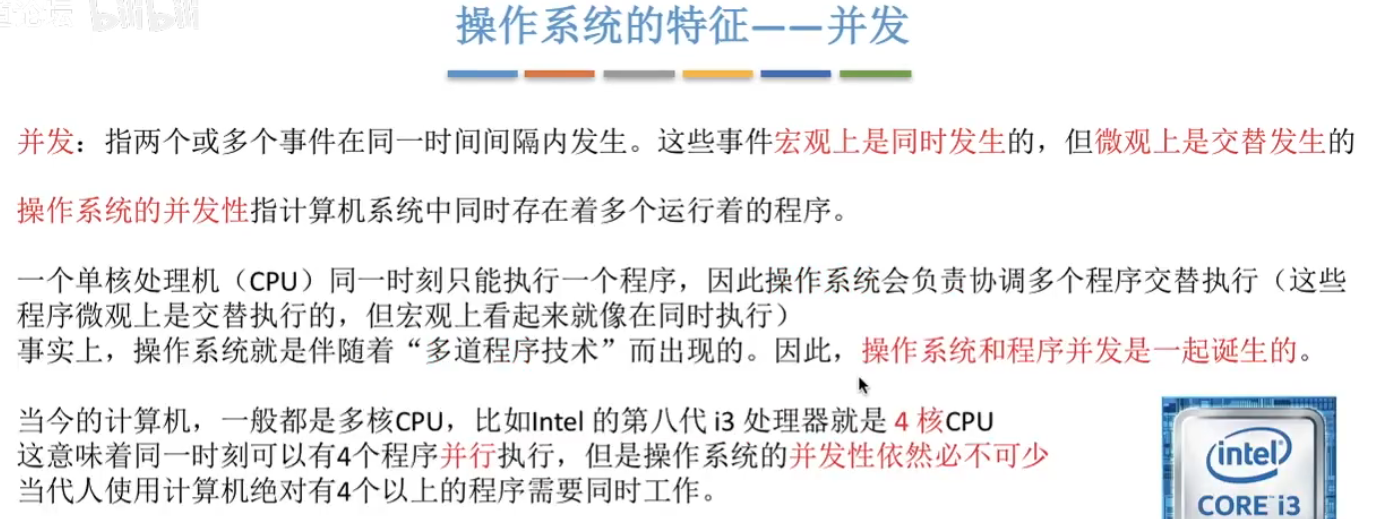 bilibili
操作系统的特征——并发
并发：指两个或多个事件在同一时间间隔内发生。这些事件宏观上是同时发生的，但微观上是交替发生的
操作系统的并发性指计算机系统中同时存在着多个运行着的程序。
一个单核处理机（CPU）同一时刻只能执行一个程序，因此操作系统会负责协调多个程序交替执行（这些
程序微观上是交替执行的，但宏观上看起来就像在同时执行）
事实上，操作系统就是伴随着“多道程序技术”而出现的。因此，操作系统和程序并发是一起诞生的。
当今的计算机，一般都是多核CPU，比如Intel 的第八代 i3 处理器就是 4 核CPU
这意味着同一时刻可以有4个程序并行执行，但是操作系统的并发性依然必不可少
当代人使用计算机绝对有4个以上的程序需要同时工作。
intel
CORE™ i3